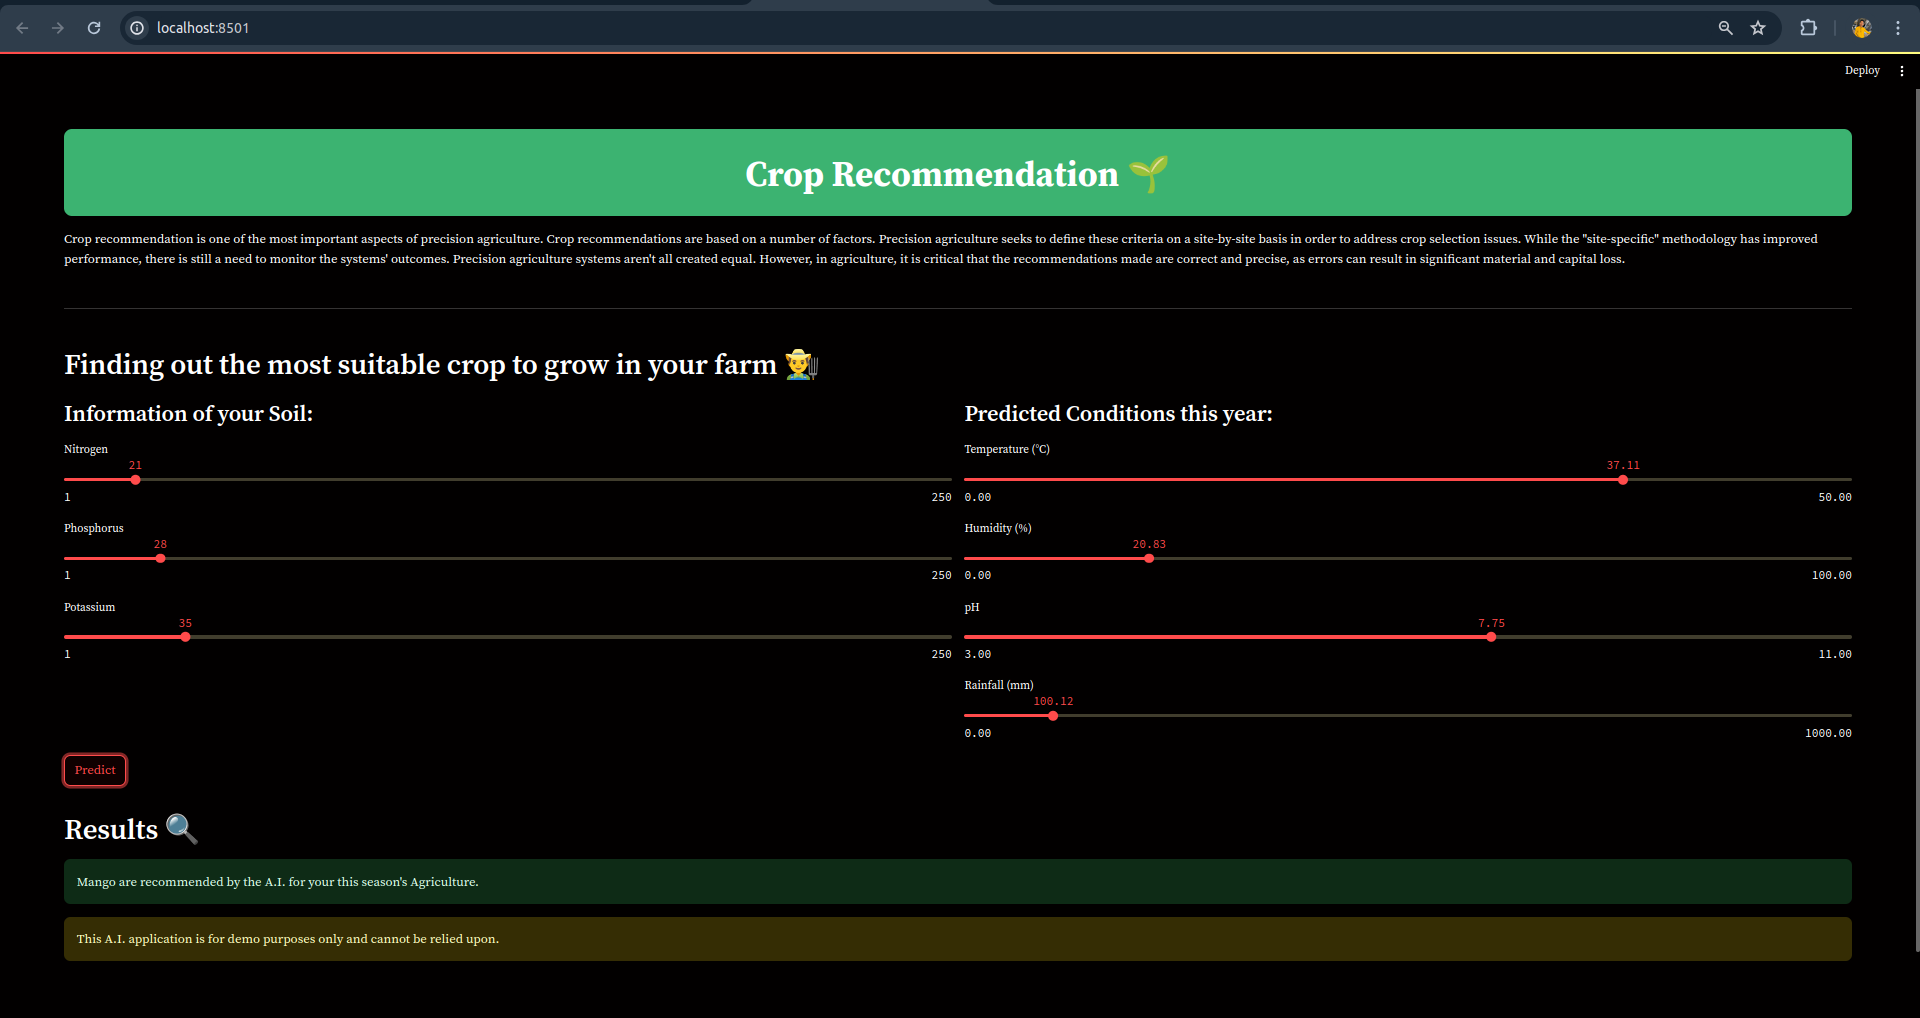 localhost:8501
Deploy
Crop Recommendation
Crop recommendation is one of the most important aspects of precision agriculture. Crop recommendations are based on a number of factors. Precision agriculture seeks to define these criteria on a site-by-site basis in order to address crop selection issues. While the "site-specific" methodology has improved
performance, there is still a need to monitor the systems' outcomes. Precision agriculture systems aren't all created equal. However, in agriculture, it is critical that the recommendations made are correct and precise, as errors can result in significant material and capital loss.
Finding out the most suitable crop to grow in your farm
Information of your Soil:
Nitrogen
21
1 250
Phosphorus
28
1 250
Potassium
35
1 250
Predicted Conditions this year:
Temperature (°C)
37.11
0.00 50.00
Humidity (%)
20.83
0.00 100.00
pH
7.75
3.00 11.00
Rainfall (mm)
100.12
0.00 1000.00
Predict
Results
Mango are recommended by the A.I. for your this season's Agriculture.
This A.I. application is for demo purposes only and cannot be relied upon.